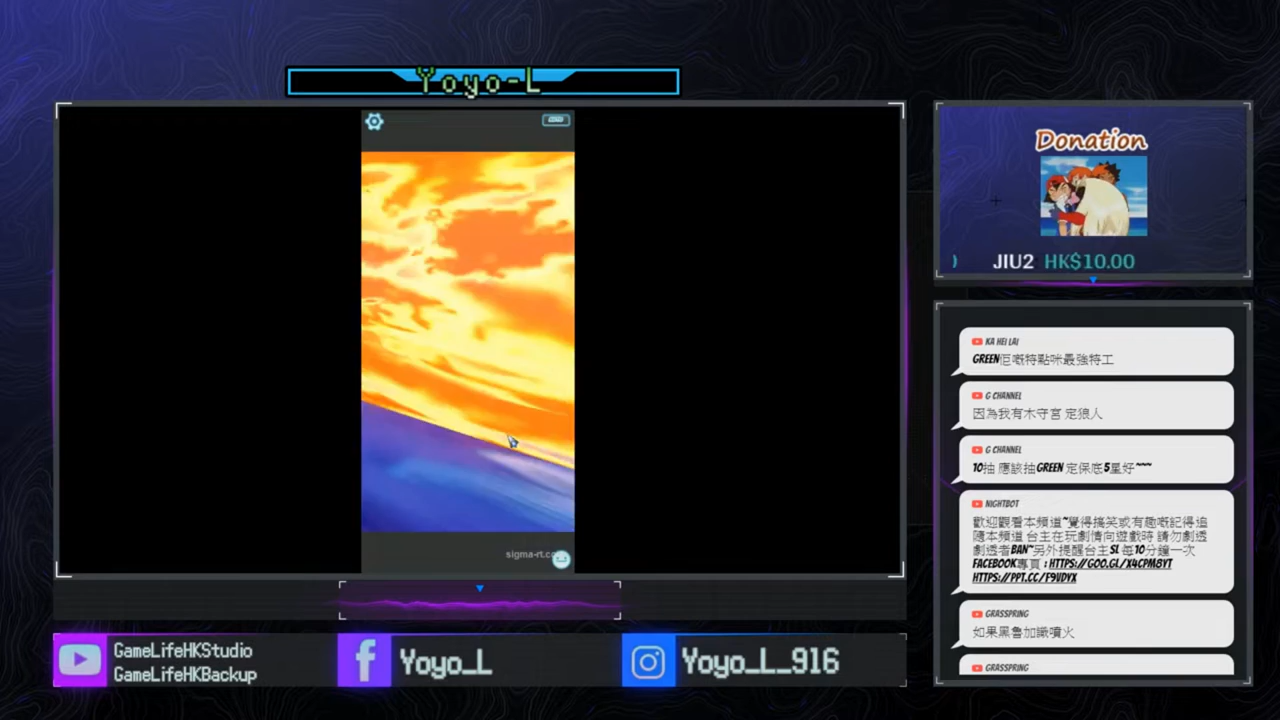 Yoyo-L
sigma-rt.co
Donation
JIU2 HK$10.00
KA HEI LAI
GREEN佢嘅特點咪最強特工
G CHANNEL
因為我有木守宮 定狼人
G CHANNEL
10抽 應該抽GREEN 定保底5星好~~~
NIGHTBOT
歡迎觀看本頻道~覺得搞笑或有趣嘅記得追
隨本頻道 台主在玩劇情向遊戲時 請勿劇透
劇透者BAN~另外提醒台主SL 每10分鐘一次
FACEBOOK專頁 : HTTPS://GOO.GL/X4CPM8YT
HTTPS://PPT.CC/F9VDYX
GRASSPRING
如果黑魯加識噴火
GRASSPRING
GameLifeHKStudio
GameLifeHKBackup
Yoyo_L
Yoyo_L_916